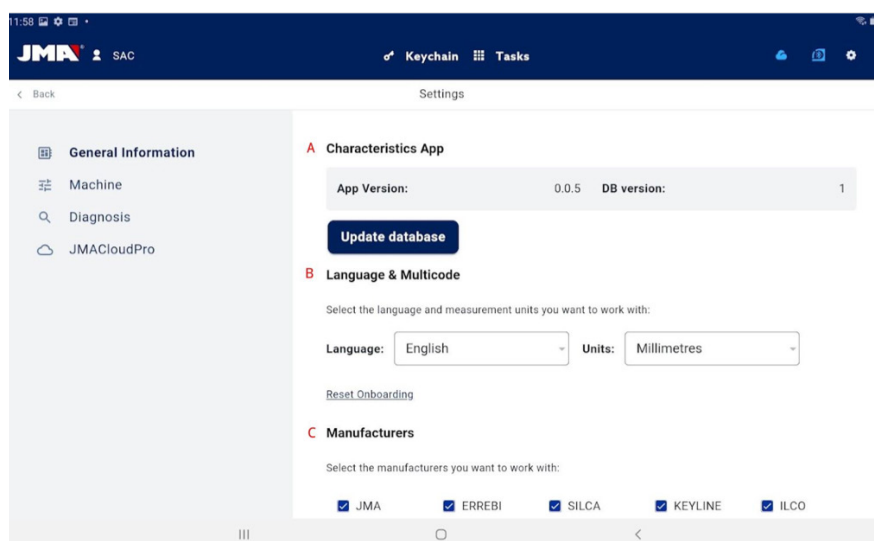 11:58
JMA SAC Keychain Tasks
Back Settings
General Information
Machine
Diagnosis
JMACloudPro
A Characteristics App
App Version: 0.0.5 DB version: 1
Update database
B Language & Multicode
Select the language and measurement units you want to work with:
Language: English Units: Millimetres
Reset Onboarding
C Manufacturers
Select the manufacturers you want to work with:
JMA ERREBI SILCA KEYLINE ILCO